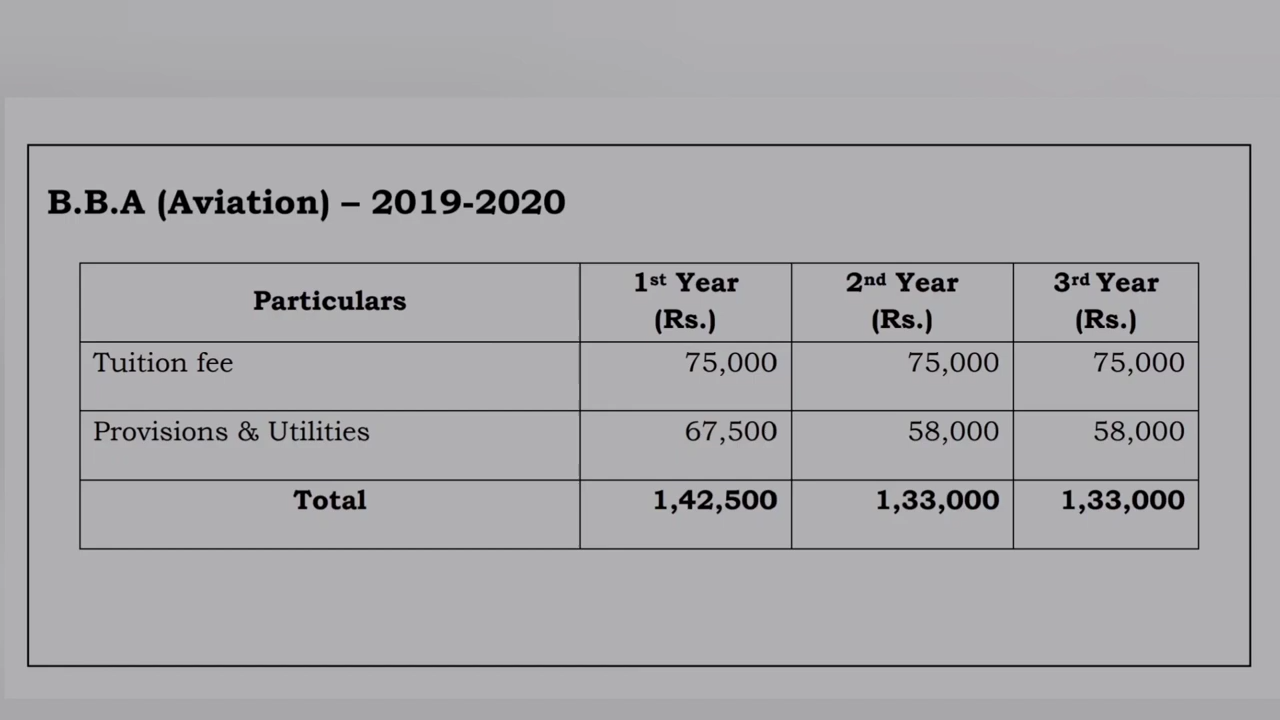 B.B.A (Aviation) – 2019-2020
Particulars 1st Year (Rs.) 2nd Year (Rs.) 3rd Year (Rs.)
Tuition fee 75,000 75,000 75,000
Provisions & Utilities 67,500 58,000 58,000
Total 1,42,500 1,33,000 1,33,000